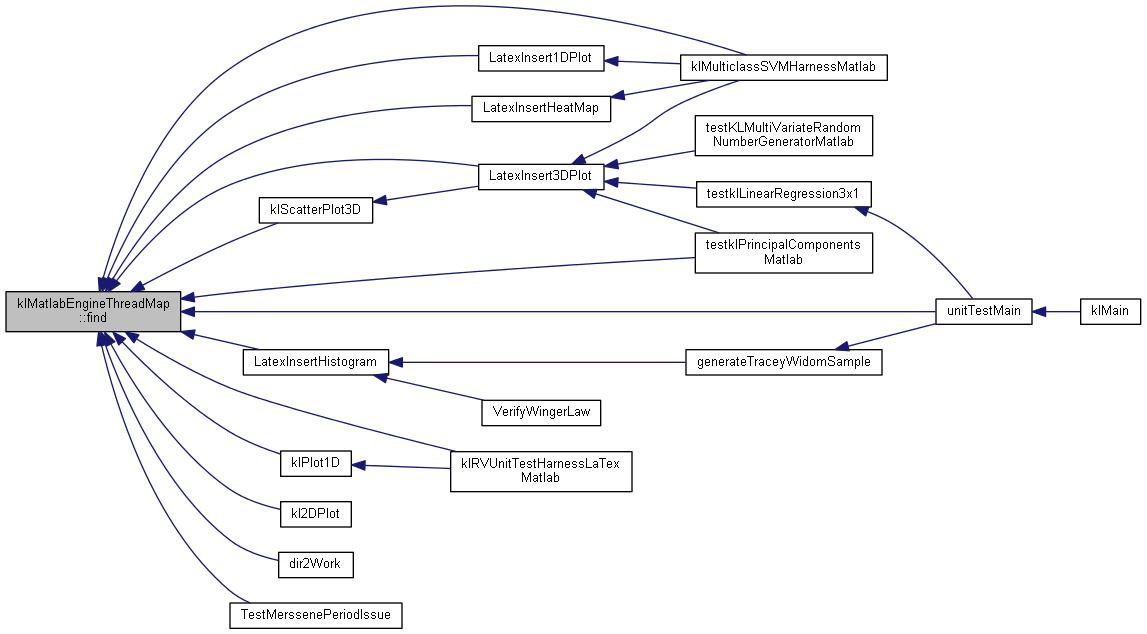 klMatlabEngineThreadMap
::find
LatexInsert1DPlot
LatexInsertHeatMap
LatexInsert3DPlot
klScatterPlot3D
klMulticlassSVMHarnessMatlab
testKLMultiVariateRandom
NumberGeneratorMatlab
testklLinearRegression3x1
testklPrincipalComponents
Matlab
unitTestMain
klMain
LatexInsertHistogram
generateTraceyWidomSample
VerifyWingerLaw
klPlot1D
klRVUnitTestHarnessLaTex
Matlab
kl2DPlot
dir2Work
TestMerssenePeriodIssue